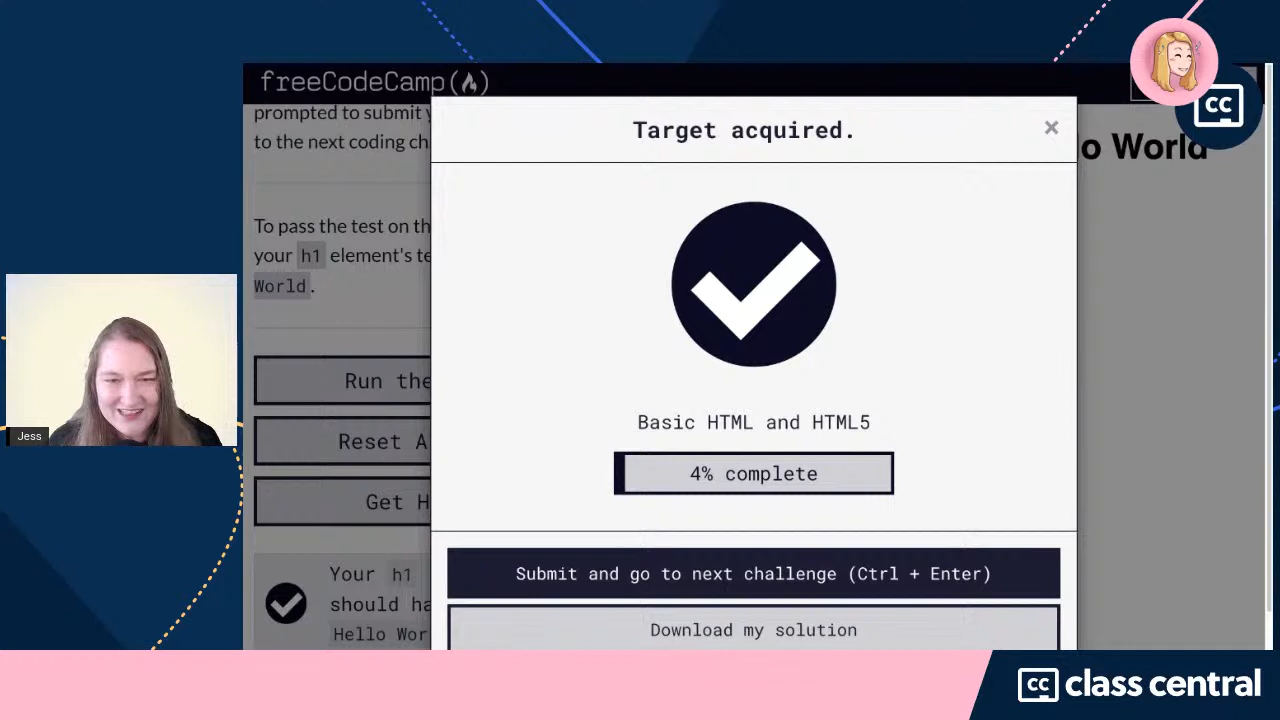 freeCodeCamp
prompted to submit y
to the next coding ch
To pass the test on th
your h1 element's te
World.
Run the
Reset A
Get H
Your h1
should ha
Hello Wor
Target acquired.
×
Basic HTML and HTML5
4% complete
Submit and go to next challenge (Ctrl + Enter)
Download my solution
lo World
cc
Jess
cc class central